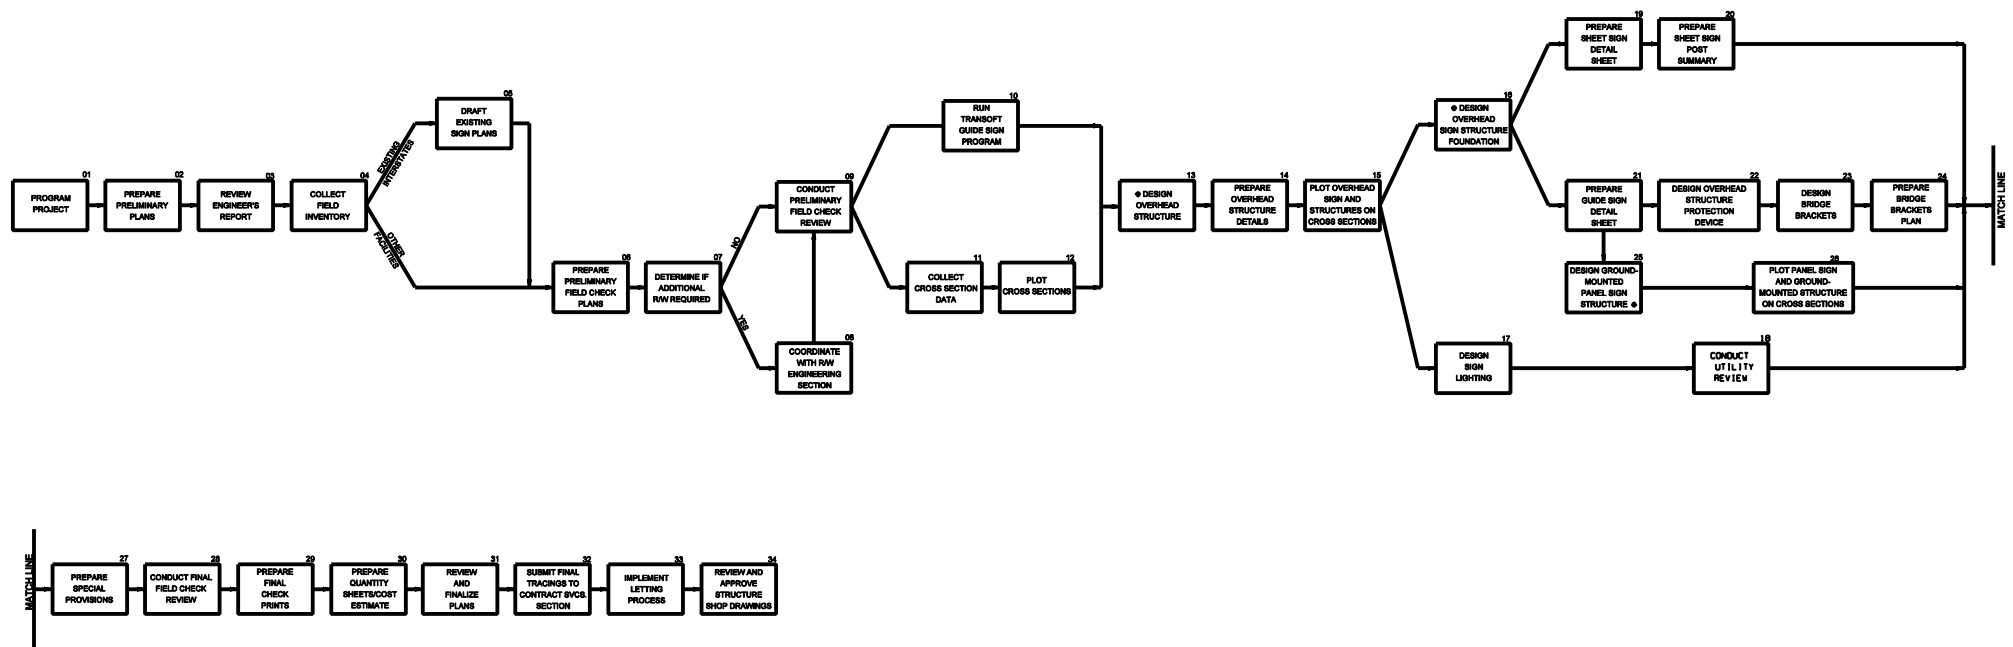 01
PROGRAM
PROJECT
02
PREPARE
PRELIMINARY
PLANS
03
REVIEW
ENGINEER'S
REPORT
04
COLLECT
FIELD
INVENTORY
EXISTING
INTERSTATES
OTHER
FACILITIES
05
DRAFT
EXISTING
SIGN PLANS
06
PREPARE
PRELIMINARY
FIELD CHECK
PLANS
07
DETERMINE IF
ADDITIONAL
R/W REQUIRED
NO
YES
08
COORDINATE
WITH R/W
ENGINEERING
SECTION
09
CONDUCT
PRELIMINARY
FIELD CHECK
REVIEW
10
RUN
TRANSOFT
GUIDE SIGN
PROGRAM
11
COLLECT
CROSS SECTION
DATA
12
PLOT
CROSS SECTIONS
13
● DESIGN
OVERHEAD
STRUCTURE
14
PREPARE
OVERHEAD
STRUCTURE
DETAILS
15
PLOT OVERHEAD
SIGN AND
STRUCTURES ON
CROSS SECTIONS
16
● DESIGN
OVERHEAD
SIGN STRUCTURE
FOUNDATION
17
DESIGN
SIGN
LIGHTING
18
CONDUCT
UTILITY
REVIEW
19
PREPARE
SHEET SIGN
DETAIL
SHEET
20
PREPARE
SHEET SIGN
POST
SUMMARY
21
PREPARE
GUIDE SIGN
DETAIL
SHEET
22
DESIGN OVERHEAD
STRUCTURE
PROTECTION
DEVICE
23
DESIGN
BRIDGE
BRACKETS
24
PREPARE
BRIDGE
BRACKETS
PLAN
25
DESIGN GROUND-
MOUNTED
PANEL SIGN
STRUCTURE ●
26
PLOT PANEL SIGN
AND GROUND-
MOUNTED STRUCTURE
ON CROSS SECTIONS
MATCH LINE
MATCH LINE
27
PREPARE
SPECIAL
PROVISIONS
28
CONDUCT FINAL
FIELD CHECK
REVIEW
29
PREPARE
FINAL
CHECK
PRINTS
30
PREPARE
QUANTITY
SHEETS/COST
ESTIMATE
31
REVIEW
AND
FINALIZE
PLANS
32
SUBMIT FINAL
TRACINGS TO
CONTRACT SVCS.
SECTION
33
IMPLEMENT
LETTING
PROCESS
34
REVIEW AND
APPROVE
STRUCTURE
SHOP DRAWINGS